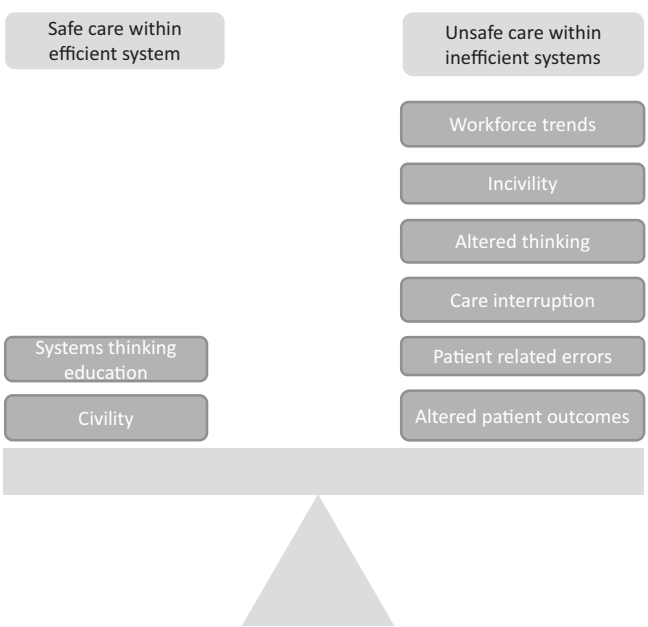 Safe care within
efficient system
Unsafe care within
inefficient systems
Workforce trends
Incivility
Altered thinking
Care interruption
Systems thinking
education
Patient related errors
Civility
Altered patient outcomes